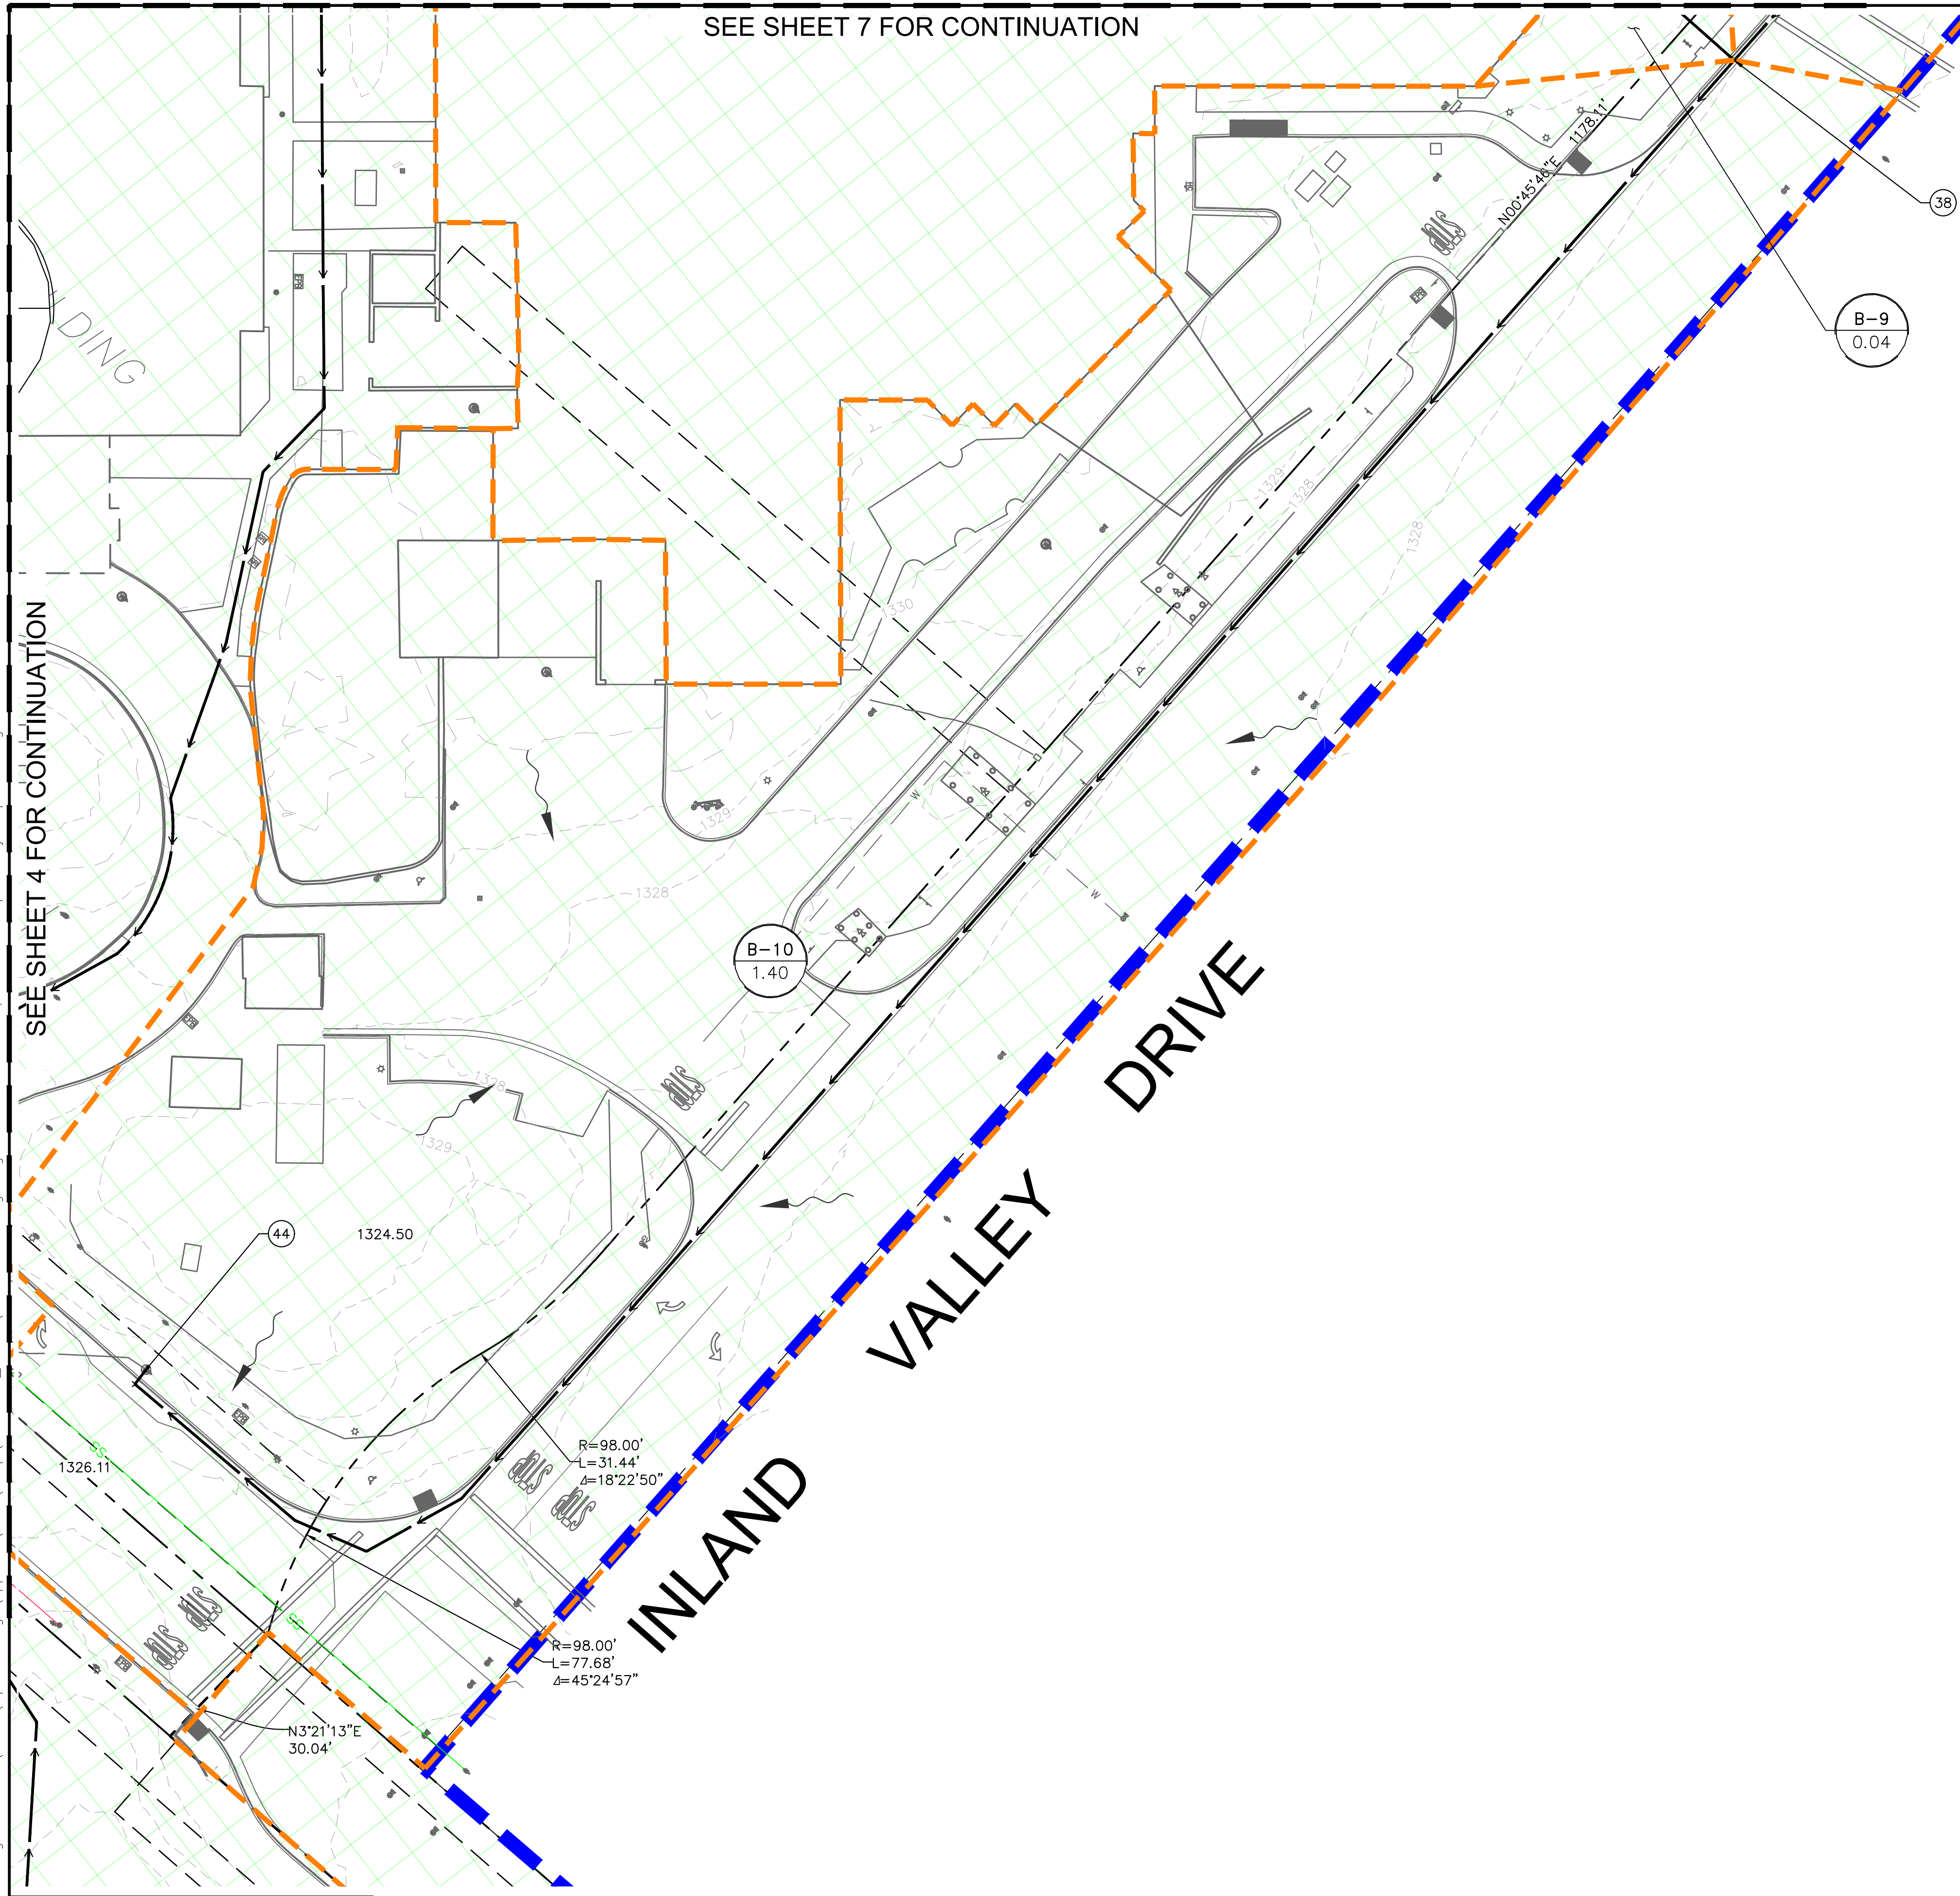 SEE SHEET 7 FOR CONTINUATION
SEE SHEET 4 FOR CONTINUATION
DING
N00°45'46"E 1178.11'
38
B-9
0.04
1329
1328
1328
1330
1329
1328
W
W
B-10
1.40
1328
1329
44
1324.50
SS
1326.11
R=98.00'
L=31.44'
Δ=18°22'50"
SS
R=98.00'
L=77.68'
Δ=45°24'57"
N3°21'13"E
30.04'
INLAND VALLEY DRIVE